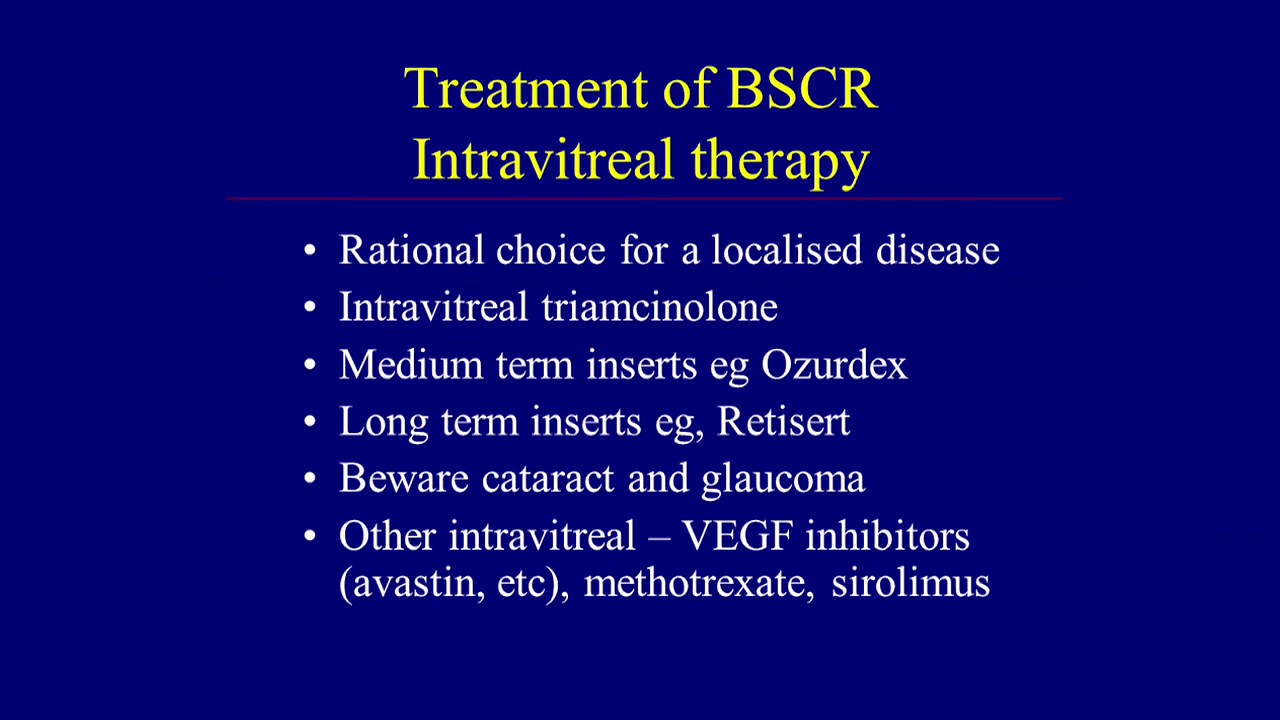 Treatment of BSCR
Intravitreal therapy
• Rational choice for a localised disease
• Intravitreal triamcinolone
• Medium term inserts eg Ozurdex
• Long term inserts eg, Retisert
• Beware cataract and glaucoma
• Other intravitreal – VEGF inhibitors
(avastin, etc), methotrexate, sirolimus